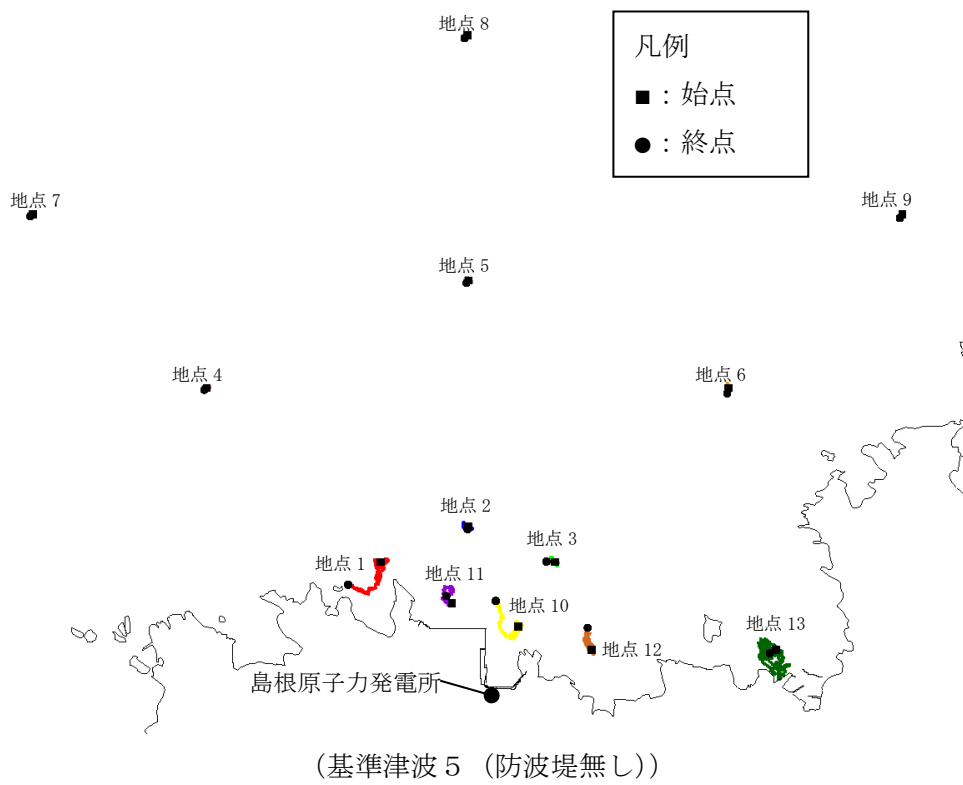 地点 8
凡例
■：始点
●：終点
地点 7
地点 9
地点 5
地点 4
地点 6
地点 2
地点 3
地点 1
地点 11
地点 10
地点 12
地点 13
島根原子力発電所
（基準津波５（防波堤無し））